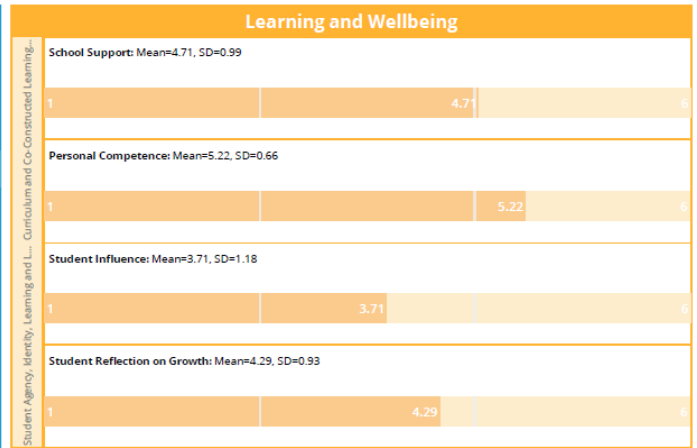 Learning and Wellbeing
Curriculum and Co-Constructed Learning...
School Support: Mean=4.71, SD=0.99
1 4.71 6
Personal Competence: Mean=5.22, SD=0.66
1 5.22 6
Student Agency, Identity, Learning and L...
Student Influence: Mean=3.71, SD=1.18
1 3.71 6
Student Reflection on Growth: Mean=4.29, SD=0.93
1 4.29 6